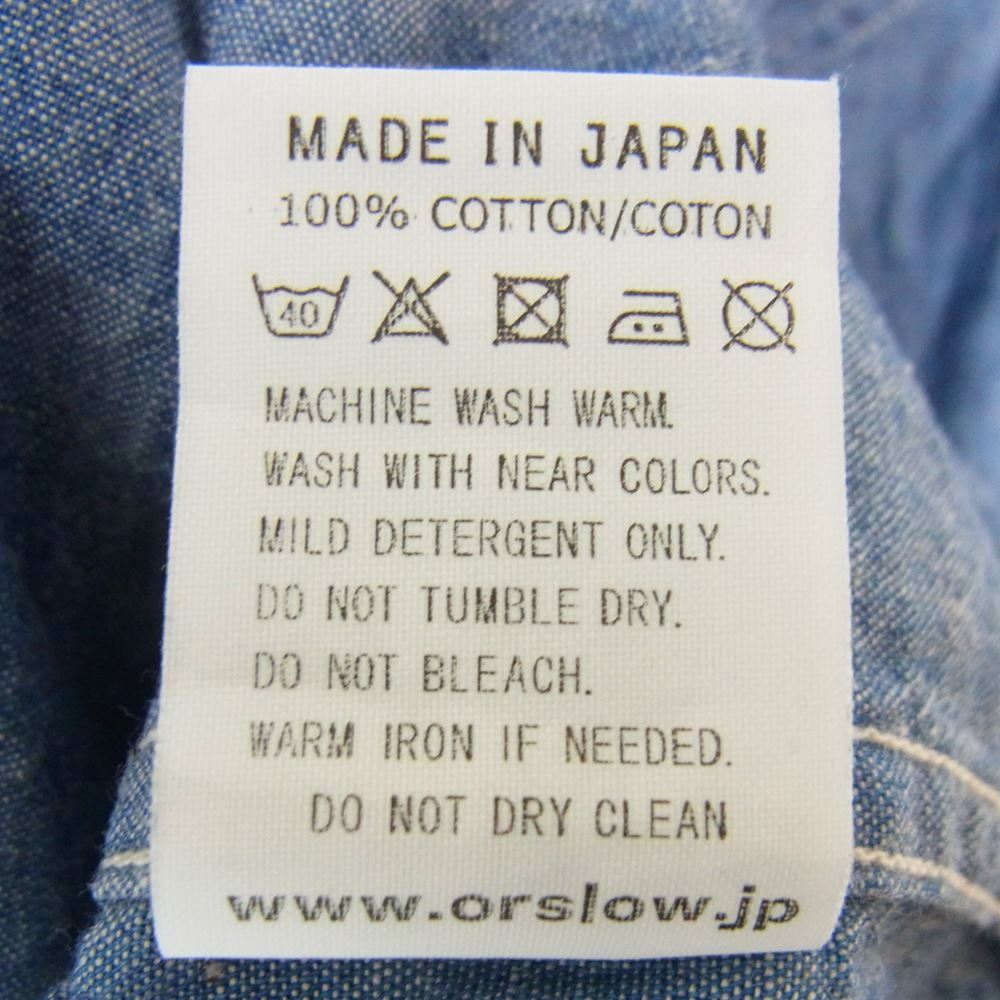 MADE IN JAPAN
100% COTTON/COTON
40
MACHINE WASH WARM.
WASH WITH NEAR COLORS.
MILD DETERGENT ONLY.
DO NOT TUMBLE DRY.
DO NOT BLEACH.
WARM IRON IF NEEDED.
DO NOT DRY CLEAN
www.orslow.jp